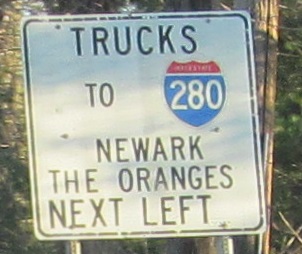 TRUCKS
TO INTERSTATE 280
NEWARK
THE ORANGES
NEXT LEFT